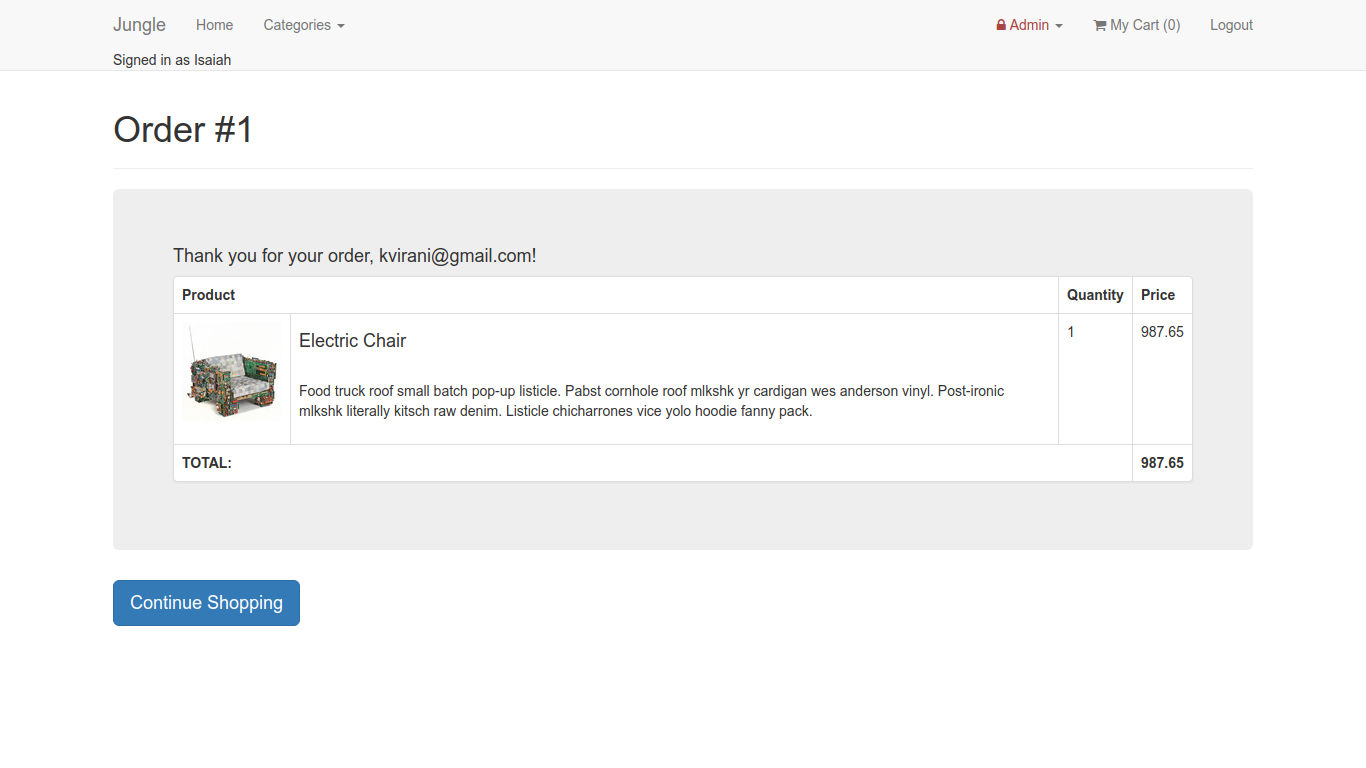 Jungle Home Categories Admin My Cart (0) Logout
Signed in as Isaiah
Order #1
Thank you for your order, kvirani@gmail.com!
Product Quantity Price
Electric Chair 1 987.65
Food truck roof small batch pop-up listicle. Pabst cornhole roof mlkshk yr cardigan wes anderson vinyl. Post-ironic
mlkshk literally kitsch raw denim. Listicle chicharrones vice yolo hoodie fanny pack.
TOTAL: 987.65
Continue Shopping